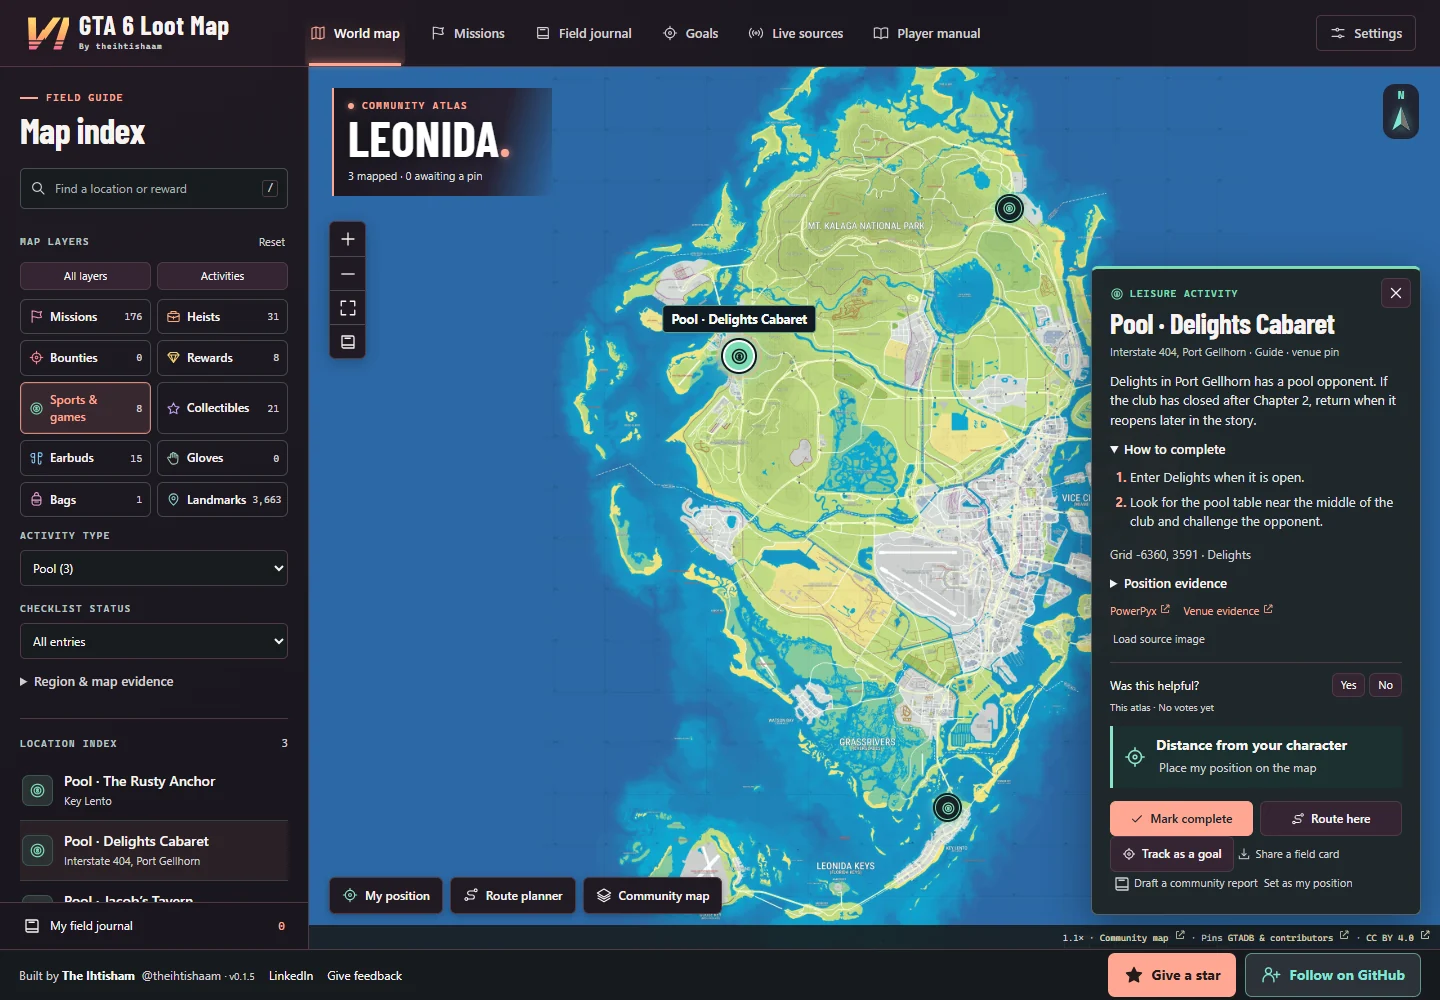 GTA 6 Loot Map
By theihtishaam
World map
Missions
Field journal
Goals
Live sources
Player manual
Settings
FIELD GUIDE
Map index
Find a location or reward
/
MAP LAYERS
Reset
All layers
Activities
Missions 176
Heists 31
Bounties 0
Rewards 8
Sports & games 8
Collectibles 21
Earbuds 15
Gloves 0
Bags 1
Landmarks 3,663
ACTIVITY TYPE
Pool (3)
CHECKLIST STATUS
All entries
Region & map evidence
LOCATION INDEX
3
Pool · The Rusty Anchor
Key Lento
Pool · Delights Cabaret
Interstate 404, Port Gellhorn
Pool · Jacob's Tavern
My field journal
0
COMMUNITY ATLAS
LEONIDA.
3 mapped · 0 awaiting a pin
N
MT. KALAGA NATIONAL PARK
Pool · Delights Cabaret
VICE CI
GRASSRIVERS
LEONIDA KEYS
My position
Route planner
Community map
LEISURE ACTIVITY
Pool · Delights Cabaret
Interstate 404, Port Gellhorn · Guide · venue pin
Delights in Port Gellhorn has a pool opponent. If
the club has closed after Chapter 2, return when it
reopens later in the story.
How to complete
1. Enter Delights when it is open.
2. Look for the pool table near the middle of the
club and challenge the opponent.
Grid -6360, 3591 · Delights
Position evidence
PowerPyx
Venue evidence
Load source image
Was this helpful?
Yes
No
This atlas · No votes yet
Distance from your character
Place my position on the map
Mark complete
Route here
Track as a goal
Share a field card
Draft a community report
Set as my position
1.1× · Community map · Pins GTADB & contributors · CC BY 4.0
Built by The Ihtisham @theihtishaam · v0.1.5
LinkedIn
Give feedback
Give a star
Follow on GitHub